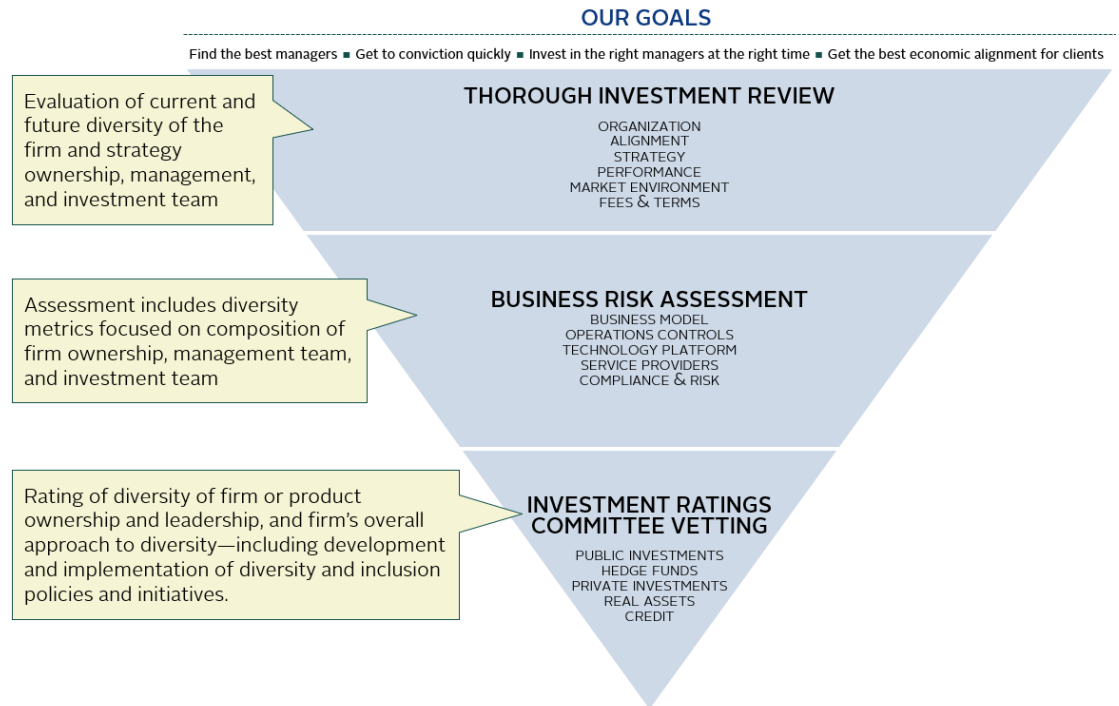 OUR GOALS
Find the best managers ■ Get to conviction quickly ■ Invest in the right managers at the right time ■ Get the best economic alignment for clients
Evaluation of current and
future diversity of the
firm and strategy
ownership, management,
and investment team
THOROUGH INVESTMENT REVIEW
ORGANIZATION
ALIGNMENT
STRATEGY
PERFORMANCE
MARKET ENVIRONMENT
FEES & TERMS
Assessment includes diversity
metrics focused on composition of
firm ownership, management team,
and investment team
BUSINESS RISK ASSESSMENT
BUSINESS MODEL
OPERATIONS CONTROLS
TECHNOLOGY PLATFORM
SERVICE PROVIDERS
COMPLIANCE & RISK
Rating of diversity of firm or product
ownership and leadership, and firm's overall
approach to diversity—including development
and implementation of diversity and inclusion
policies and initiatives.
INVESTMENT RATINGS
COMMITTEE VETTING
PUBLIC INVESTMENTS
HEDGE FUNDS
PRIVATE INVESTMENTS
REAL ASSETS
CREDIT